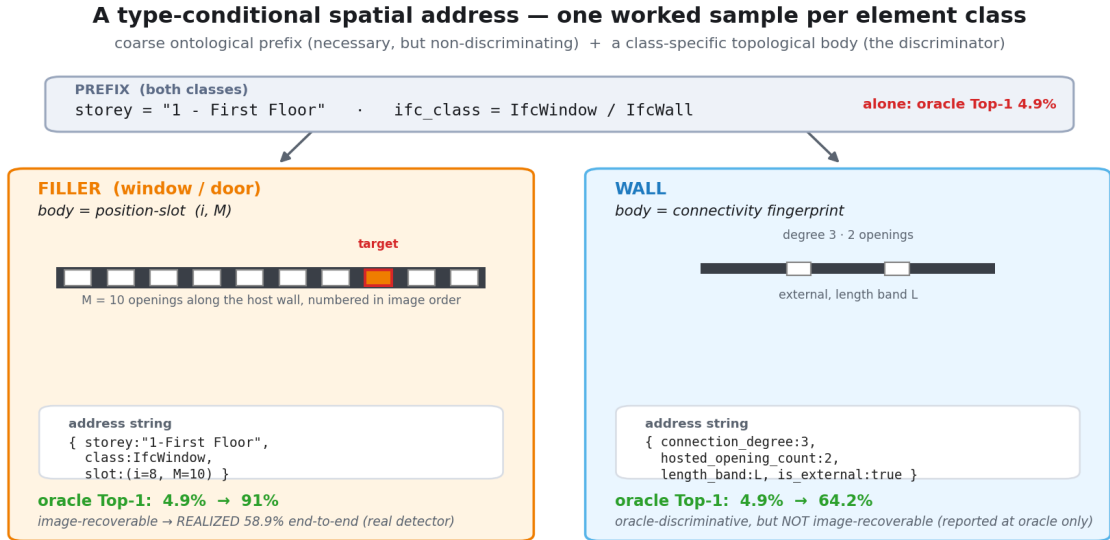 A type-conditional spatial address — one worked sample per element class
coarse ontological prefix (necessary, but non-discriminating) + a class-specific topological body (the discriminator)
PREFIX (both classes)
storey = "1 - First Floor" · ifc_class = IfcWindow / IfcWall
alone: oracle Top-1 4.9%
FILLER (window / door)
body = position-slot (i, M)
target
M = 10 openings along the host wall, numbered in image order
address string
{ storey:"1-First Floor",
class:IfcWindow,
slot:(i=8, M=10) }
oracle Top-1: 4.9% → 91%
image-recoverable → REALIZED 58.9% end-to-end (real detector)
WALL
body = connectivity fingerprint
degree 3 · 2 openings
external, length band L
address string
{ connection_degree:3,
hosted_opening_count:2,
length_band:L, is_external:true }
oracle Top-1: 4.9% → 64.2%
oracle-discriminative, but NOT image-recoverable (reported at oracle only)